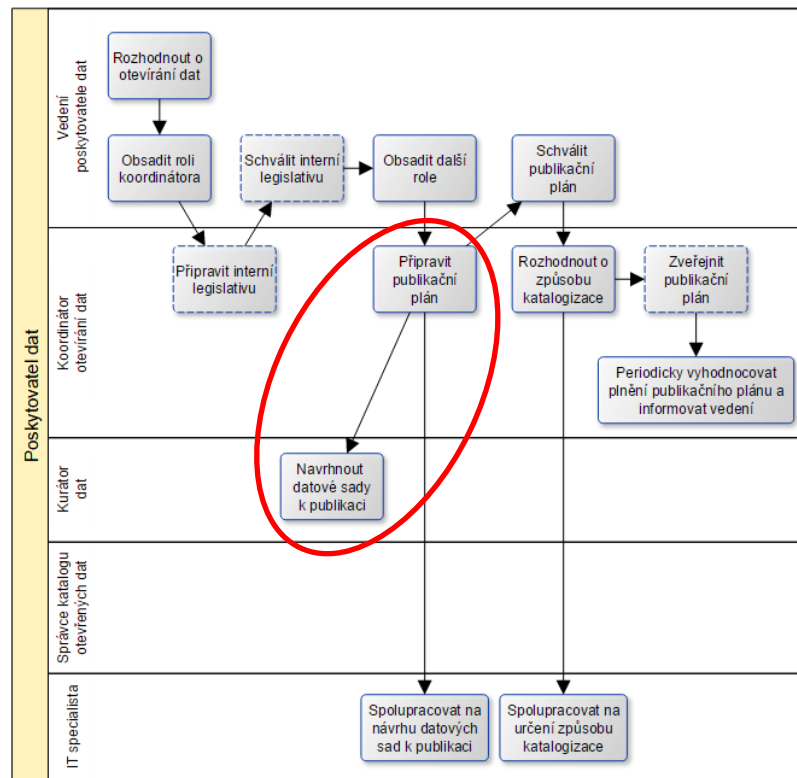 Poskytovatel dat
Vedení
poskytovatele dat
Rozhodnout o
otevírání dat
Obsadit roli
koordinátora
Schválit interní
legislativu
Obsadit další
role
Schválit
publikační
plán
Koordinátor
otevírání dat
Připravit interní
legislativu
Připravit
publikační
plán
Rozhodnout o
způsobu
katalogizace
Zveřejnit
publikační
plán
Periodicky vyhodnocovat
plnění publikačního plánu a
informovat vedení
Kurátor
dat
Navrhnout
datové sady
k publikaci
Správce katalogu
otevřených dat
IT specialista
Spolupracovat na
návrhu datových
sad k publikaci
Spolupracovat na
určení způsobu
katalogizace